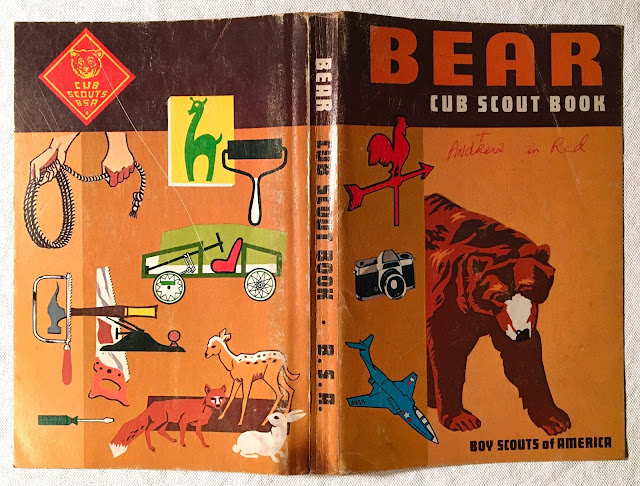 CUB
SCOUTS
BSA
BEAR CUB SCOUT BOOK · B.S.A.
BEAR
CUB SCOUT BOOK
Andrew in Red
BOY SCOUTS of AMERICA